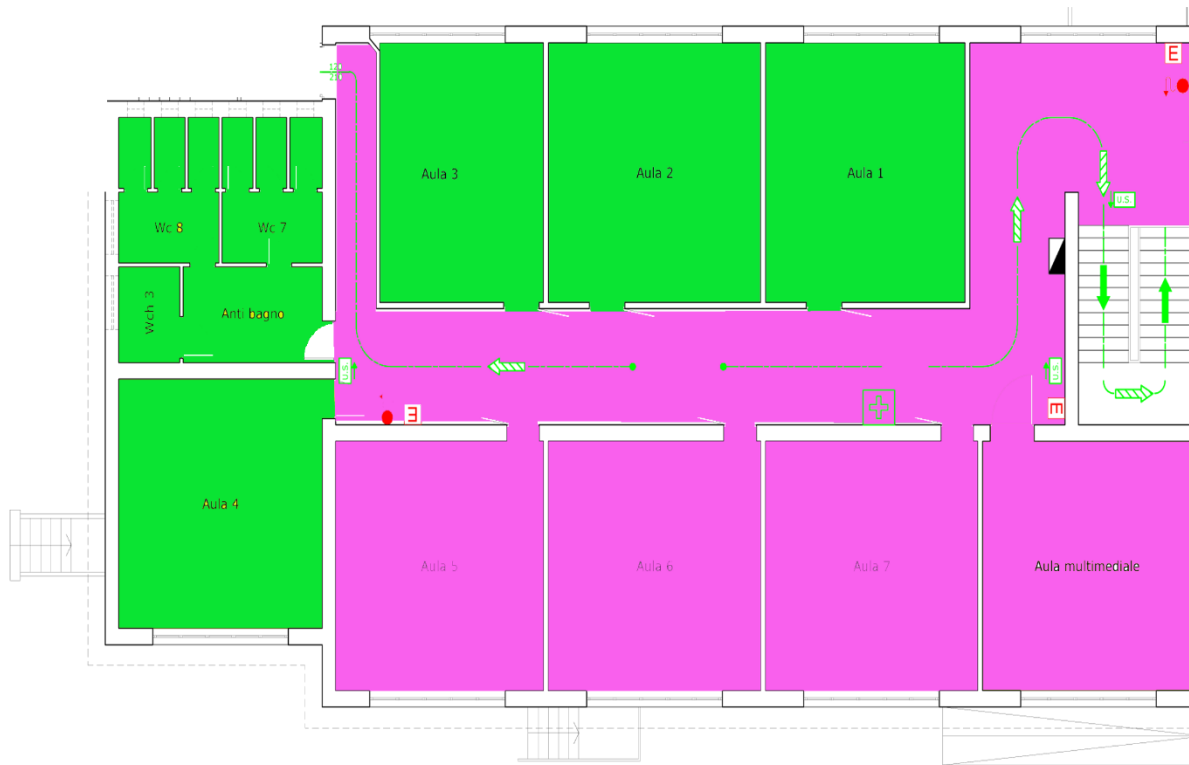 E
Aula 3
Aula 2
Aula 1
U.S.
Wc 8
Wc 7
Wch 3
Anti bagno
U.S.
U.S.
E
E
Aula 4
Aula 5
Aula 6
Aula 7
Aula multimediale